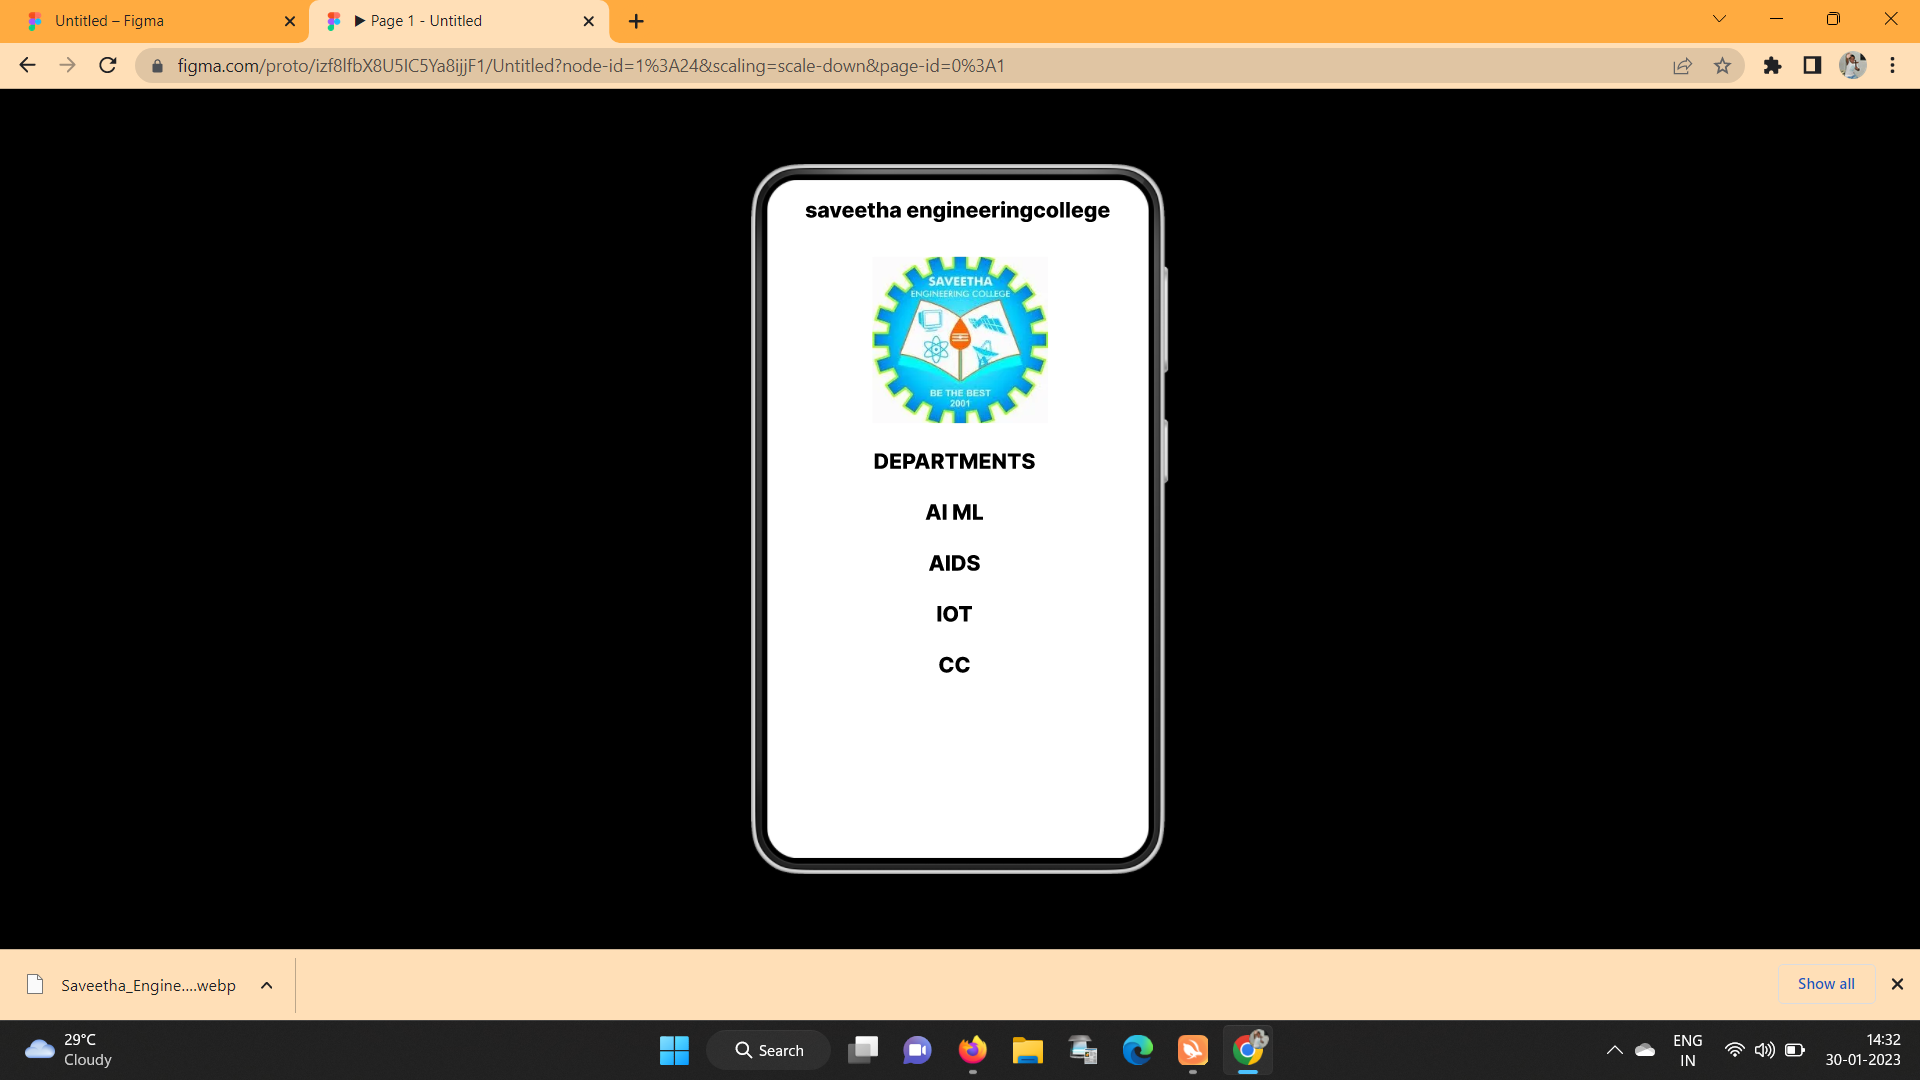 Untitled – Figma
▶ Page 1 - Untitled
figma.com/proto/izf8lfbX8U5IC5Ya8ijjF1/Untitled?node-id=1%3A24&scaling=scale-down&page-id=0%3A1
saveetha engineeringcollege
SAVEETHA
ENGINEERING COLLEGE
BE THE BEST
2001
DEPARTMENTS
AI ML
AIDS
IOT
CC
Saveetha_Engine....webp
Show all
29°C
Cloudy
Search
ENG
IN
14:32
30-01-2023